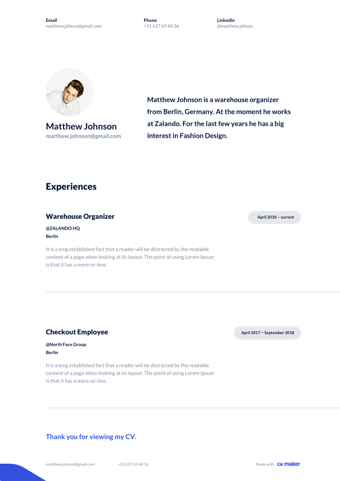 Email
matthew.johnson@gmail.com
Phone
+31 637 65 84 36
LinkedIn
@matthew.johnson
Matthew Johnson is a warehouse organizer
from Berlin, Germany. At the moment he works
at Zalando. For the last few years he has a big
interest in Fashion Design.
Matthew Johnson
matthew.johnson@gmail.com
Experiences
Warehouse Organizer
April 2018 – current
@ZALANDO HQ
Berlin
It is a long established fact that a reader will be distracted by the readable
content of a page when looking at its layout. The point of using Lorem Ipsum
is that it has a more-or-less.
Checkout Employee
April 2017 – September 2018
@North Face Group
Berlin
It is a long established fact that a reader will be distracted by the readable
content of a page when looking at its layout. The point of using Lorem Ipsum
is that it has a more-or-less.
Thank you for viewing my CV.
matthew.johnson@gmail.com
+31 637 65 84 36
Made with cv maker